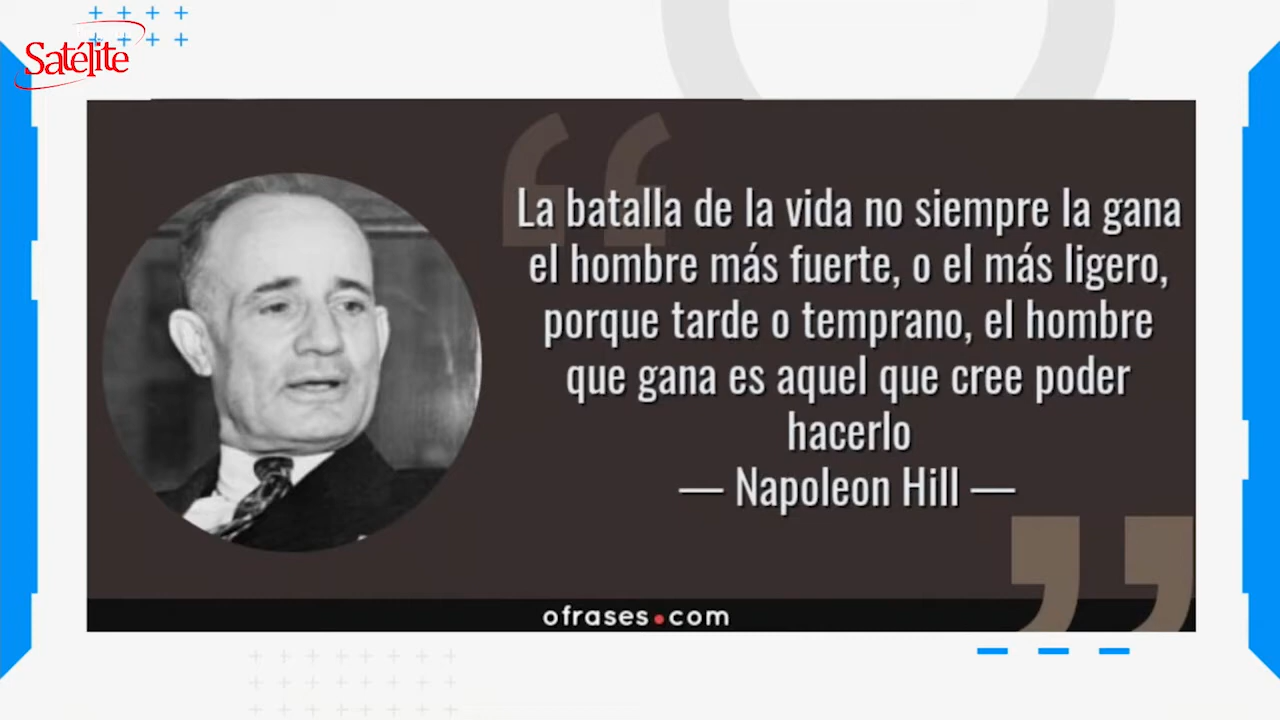 Satélite
La batalla de la vida no siempre la gana
el hombre más fuerte, o el más ligero,
porque tarde o temprano, el hombre
que gana es aquel que cree poder
hacerlo
— Napoleon Hill —
ofrases.com